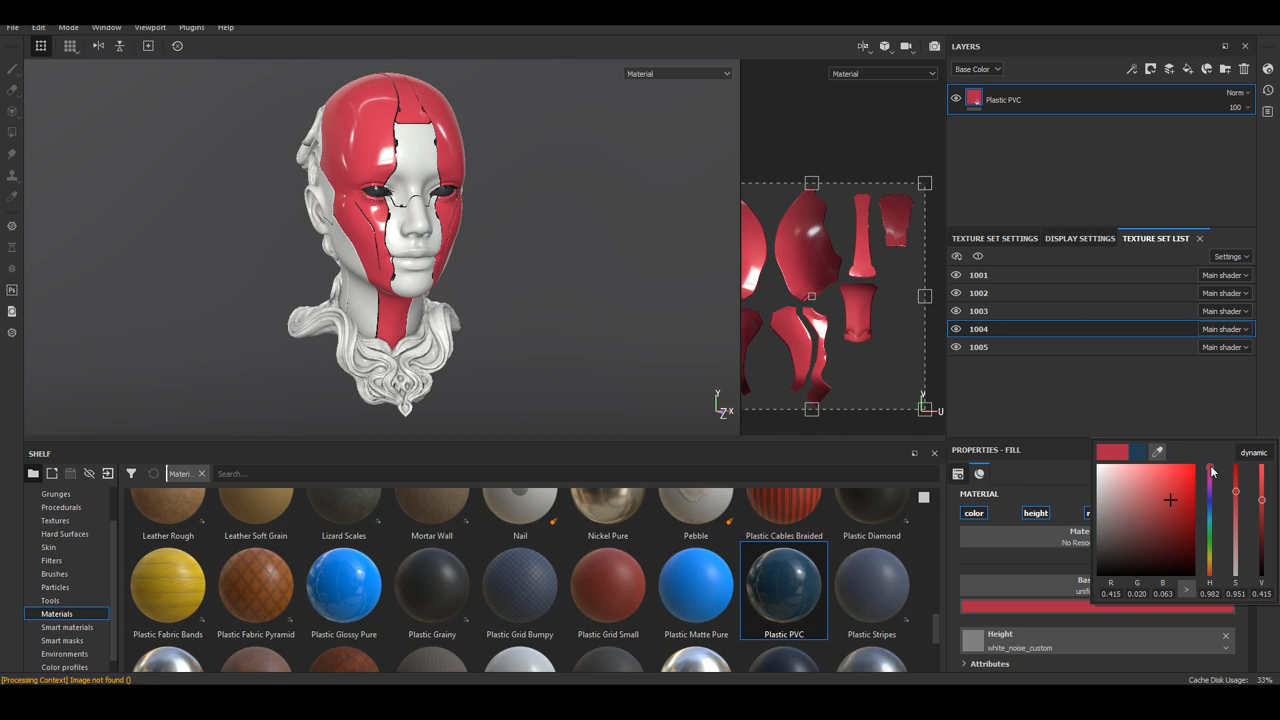 File Edit Mode Window Viewport Plugins Help
Material
Material
Y
Z X
V
U
LAYERS
Base Color
Plastic PVC
Norm
100
TEXTURE SET SETTINGS DISPLAY SETTINGS TEXTURE SET LIST
Settings
1001 Main shader
1002 Main shader
1003 Main shader
1004 Main shader
1005 Main shader
SHELF
Materi..
Search...
Grunges
Procedurals
Textures
Hard Surfaces
Skin
Filters
Brushes
Particles
Tools
Materials
Smart materials
Smart masks
Environments
Color profiles
Leather Rough Leather Soft Grain Lizard Scales Mortar Wall Nail Nickel Pure Pebble Plastic Cables Braided Plastic Diamond
Plastic Fabric Bands Plastic Fabric Pyramid Plastic Glossy Pure Plastic Grainy Plastic Grid Bumpy Plastic Grid Small Plastic Matte Pure Plastic PVC Plastic Stripes
PROPERTIES - FILL
dynamic
MATERIAL
color height r
Mate
No Reso
Bas
unif
R G B H S V
0.415 0.020 0.063 > 0.982 0.951 0.415
Height
white_noise_custom
Attributes
[Processing Context] Image not found ()
Cache Disk Usage: 33%
Ps